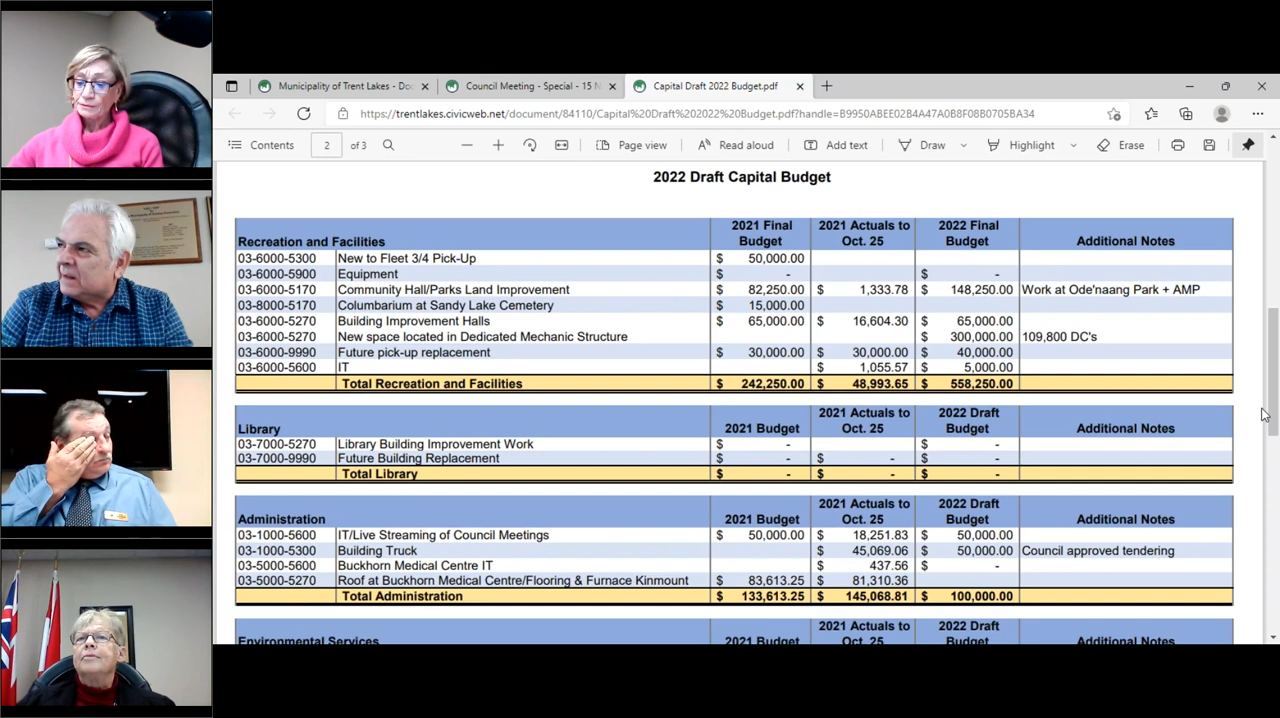 Municipality of Trent Lakes - Doc
Council Meeting - Special - 15 N
Capital Draft 2022 Budget.pdf
https://trentlakes.civicweb.net/document/84110/Capital%20Draft%202022%20Budget.pdf?handle=B9950ABEE02B4A47A0B8F08B0705BA34
Contents 2 of 3 Page view Read aloud Add text Draw Highlight Erase
2022 Draft Capital Budget
Recreation and Facilities 2021 Final Budget 2021 Actuals to Oct. 25 2022 Final Budget Additional Notes
03-6000-5300 New to Fleet 3/4 Pick-Up $ 50,000.00
03-6000-5900 Equipment $ - $ -
03-6000-5170 Community Hall/Parks Land Improvement $ 82,250.00 $ 1,333.78 $ 148,250.00 Work at Ode'naang Park + AMP
03-8000-5170 Columbarium at Sandy Lake Cemetery $ 15,000.00
03-6000-5270 Building Improvement Halls $ 65,000.00 $ 16,604.30 $ 65,000.00
03-6000-5270 New space located in Dedicated Mechanic Structure $ 300,000.00 109,800 DC's
03-6000-9990 Future pick-up replacement $ 30,000.00 $ 30,000.00 $ 40,000.00
03-6000-5600 IT $ 1,055.57 $ 5,000.00
Total Recreation and Facilities $ 242,250.00 $ 48,993.65 $ 558,250.00
Library 2021 Budget 2021 Actuals to Oct. 25 2022 Draft Budget Additional Notes
03-7000-5270 Library Building Improvement Work $ - $ -
03-7000-9990 Future Building Replacement $ - $ - $ -
Total Library $ - $ - $ -
Administration 2021 Budget 2021 Actuals to Oct. 25 2022 Draft Budget Additional Notes
03-1000-5600 IT/Live Streaming of Council Meetings $ 50,000.00 $ 18,251.83 $ 50,000.00
03-1000-5300 Building Truck $ 45,069.06 $ 50,000.00 Council approved tendering
03-5000-5600 Buckhorn Medical Centre IT $ 437.56 $ -
03-5000-5270 Roof at Buckhorn Medical Centre/Flooring & Furnace Kinmount $ 83,613.25 $ 81,310.36
Total Administration $ 133,613.25 $ 145,068.81 $ 100,000.00
Environmental Services 2021 Budget 2021 Actuals to Oct. 25 2022 Draft Budget Additional Notes